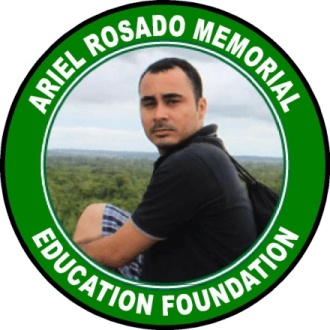 ARIEL ROSADO MEMORIAL
EDUCATION FOUNDATION